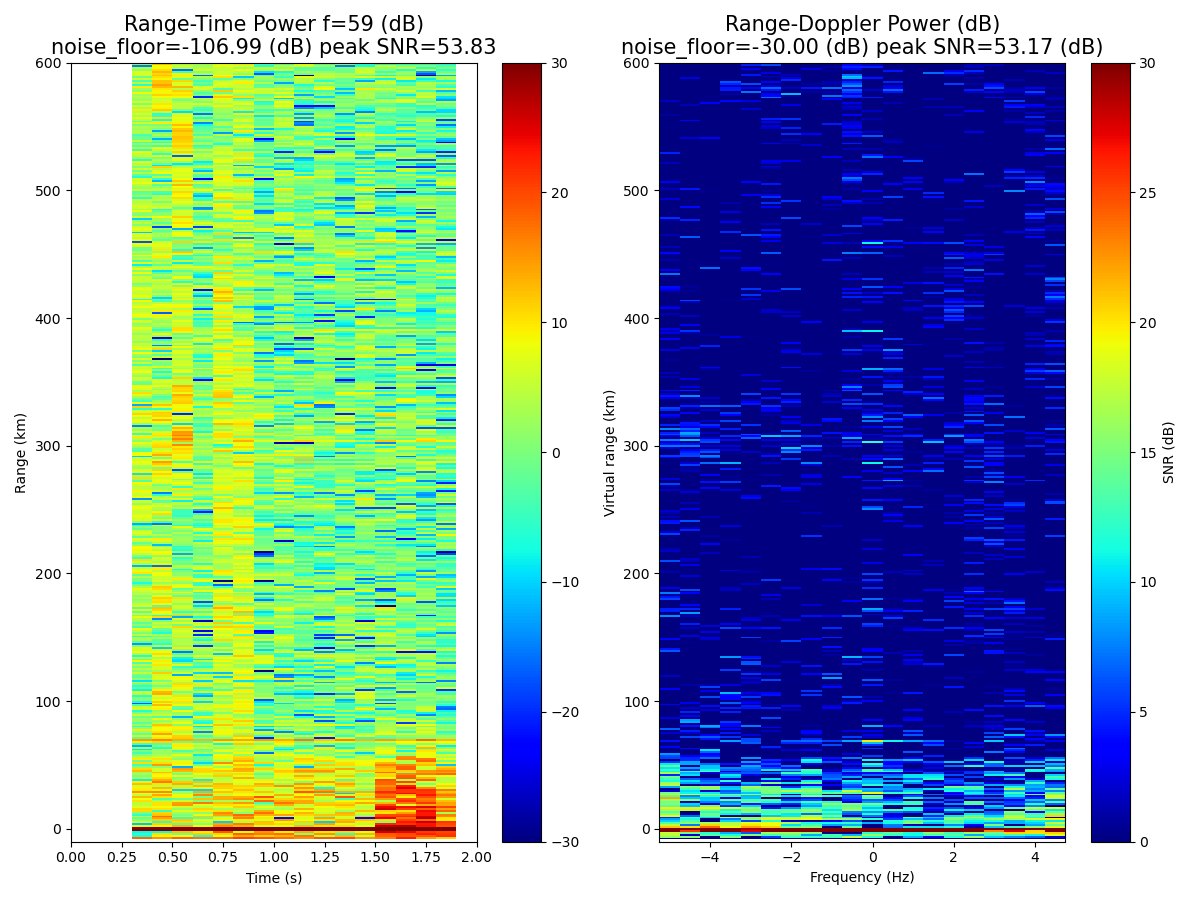 Range-Time Power f=59 (dB)
noise_floor=-106.99 (dB) peak SNR=53.83
Range (km)
600
500
400
300
200
100
0
0.00 0.25 0.50 0.75 1.00 1.25 1.50 1.75 2.00
Time (s)
30
20
10
0
−10
−20
−30
Range-Doppler Power (dB)
noise_floor=-30.00 (dB) peak SNR=53.17 (dB)
Virtual range (km)
600
500
400
300
200
100
0
−4 −2 0 2 4
Frequency (Hz)
30
25
20
15
10
5
0
SNR (dB)